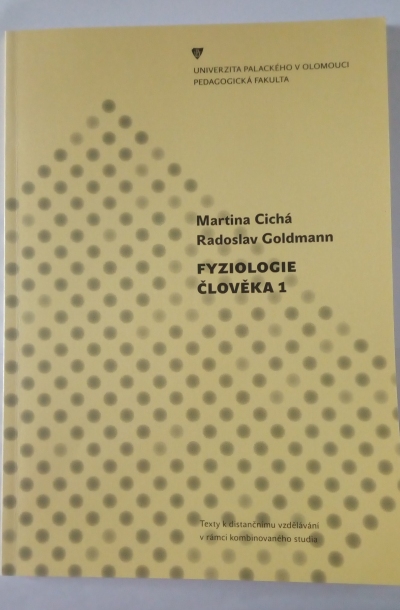 UNIVERZITA PALACKÉHO V OLOMOUCI
PEDAGOGICKÁ FAKULTA
Martina Cichá
Radoslav Goldmann
FYZIOLOGIE
ČLOVĚKA 1
Texty k distančnímu vzdělávání
v rámci kombinovaného studia